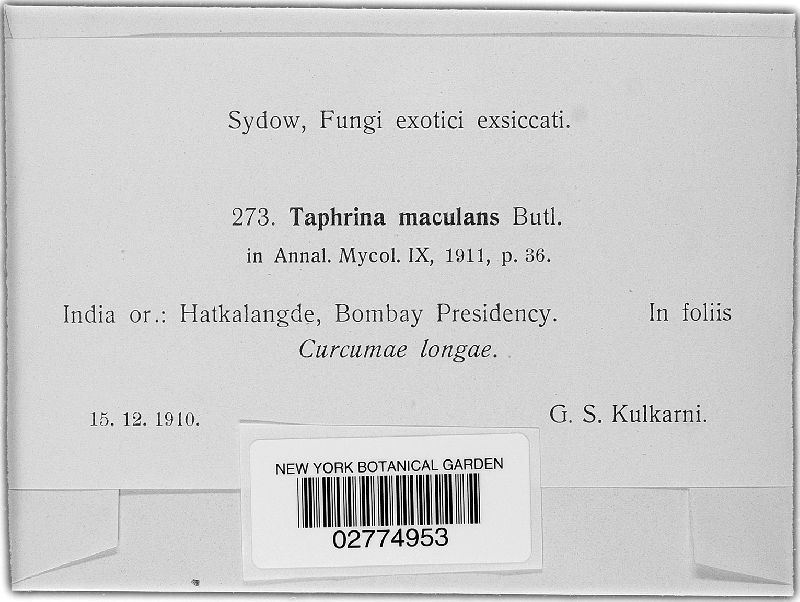 Sydow, Fungi exotici exsiccati.
273. Taphrina maculans Butl.
in Annal. Mycol. IX, 1911, p. 36.
India or.: Hatkalangde, Bombay Presidency. In foliis
Curcumae longae.
15. 12. 1910. G. S. Kulkarni.
NEW YORK BOTANICAL GARDEN
02774953